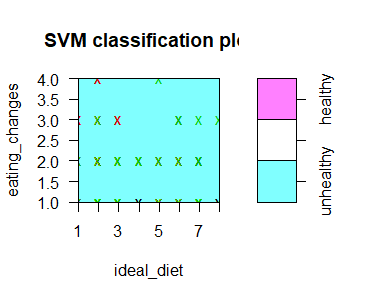 SVM classification plo
eating_changes
4.0
3.5
3.0
2.5
2.0
1.5
1.0
1 3 5 7
ideal_diet
healthy
unhealthy